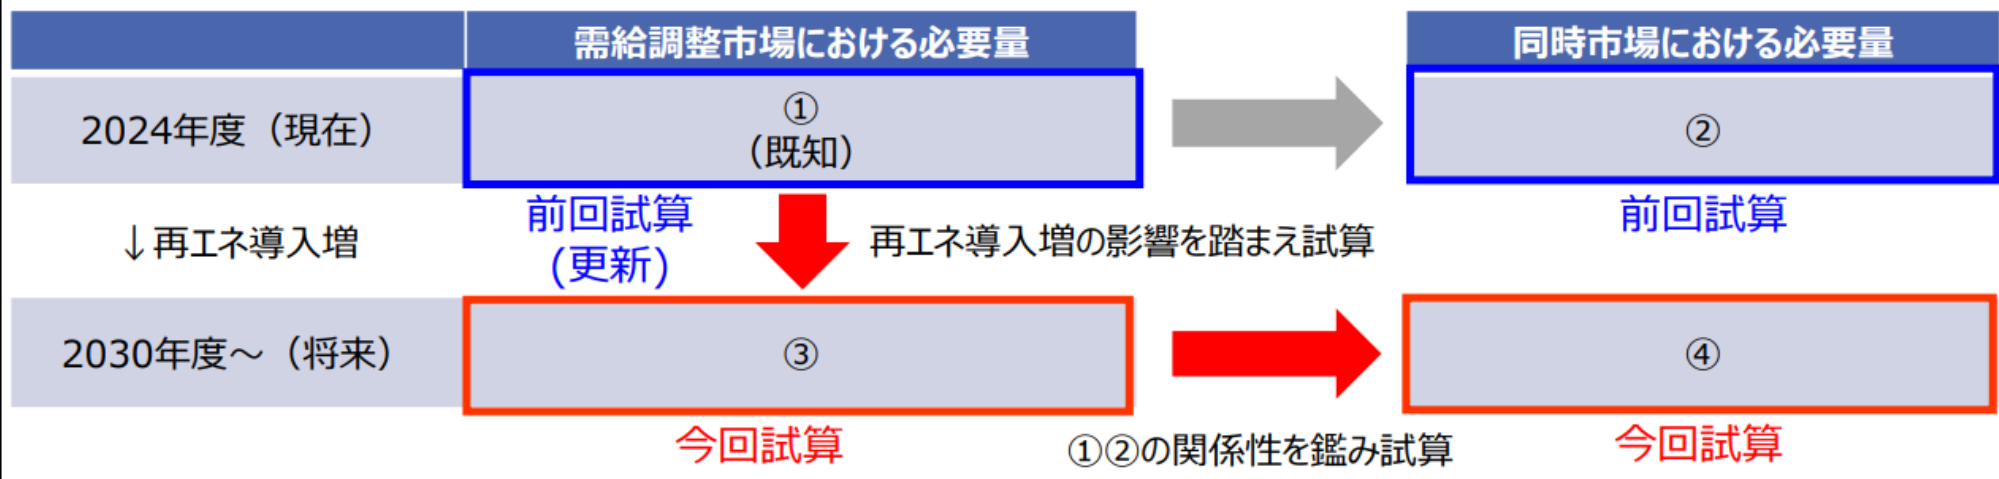 需給調整市場における必要量
同時市場における必要量
2024年度（現在）
①
（既知）
②
前回試算
(更新)
前回試算
↓再エネ導入増
再エネ導入増の影響を踏まえ試算
2030年度～（将来）
③
④
今回試算
①②の関係性を鑑み試算
今回試算